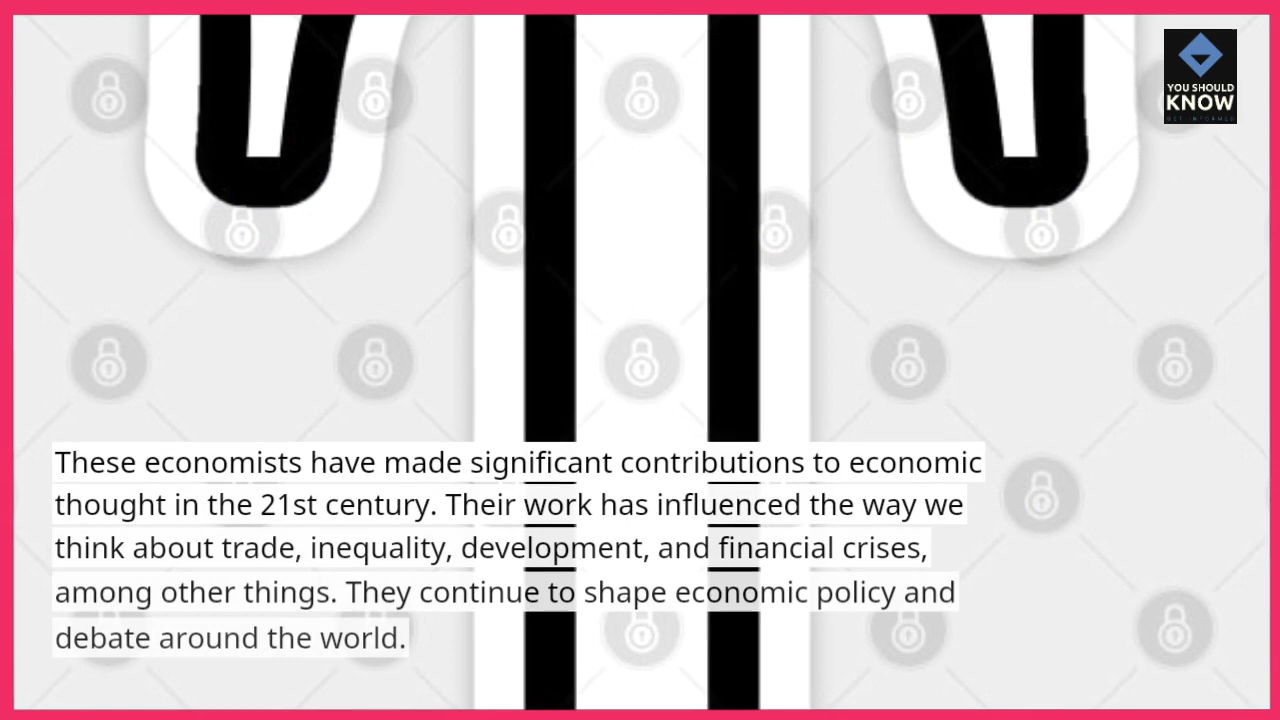 YOU SHOULD
KNOW
GET INFORMED
These economists have made significant contributions to economic
thought in the 21st century. Their work has influenced the way we
think about trade, inequality, development, and financial crises,
among other things. They continue to shape economic policy and
debate around the world.